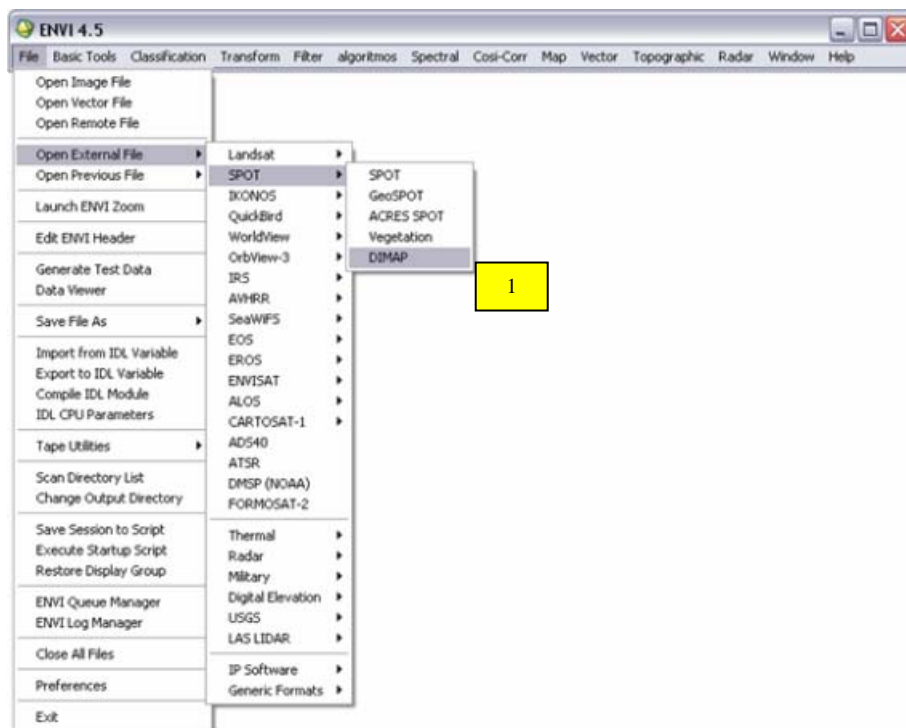 ENVI 4.5
File Basic Tools Classification Transform Filter algoritmos Spectral Cosi-Corr Map Vector Topographic Radar Window Help
Open Image File
Open Vector File
Open Remote File
Open External File
Open Previous File
Launch ENVI Zoom
Edit ENVI Header
Generate Test Data
Data Viewer
Save File As
Import from IDL Variable
Export to IDL Variable
Compile IDL Module
IDL CPU Parameters
Tape Utilities
Scan Directory List
Change Output Directory
Save Session to Script
Execute Startup Script
Restore Display Group
ENVI Queue Manager
ENVI Log Manager
Close All Files
Preferences
Exit
Landsat
SPOT
IKONOS
QuickBird
WorldView
OrbView-3
IRS
AVHRR
SeaWiFS
EOS
EROS
ENVISAT
ALOS
CARTOSAT-1
ADS40
ATSR
DMSP (NOAA)
FORMOSAT-2
Thermal
Radar
Military
Digital Elevation
USGS
LAS LIDAR
IP Software
Generic Formats
SPOT
GeoSPOT
ACRES SPOT
Vegetation
DIMAP
1